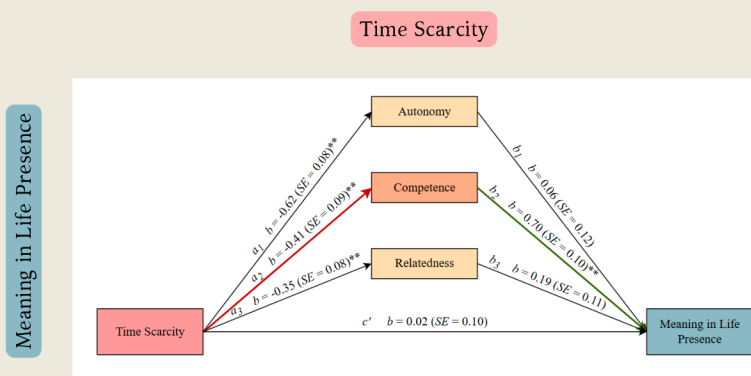 Time Scarcity
Meaning in Life Presence
Autonomy
a1 b = -0.62 (SE = 0.08)**
b1 b = 0.06 (SE = 0.12)
Competence
a2 b = -0.41 (SE = 0.09)**
b2 b = 0.70 (SE = 0.10)**
Relatedness
a3 b = -0.35 (SE = 0.08)**
b3 b = 0.19 (SE = 0.11)
Time Scarcity
c' b = 0.02 (SE = 0.10)
Meaning in Life
Presence